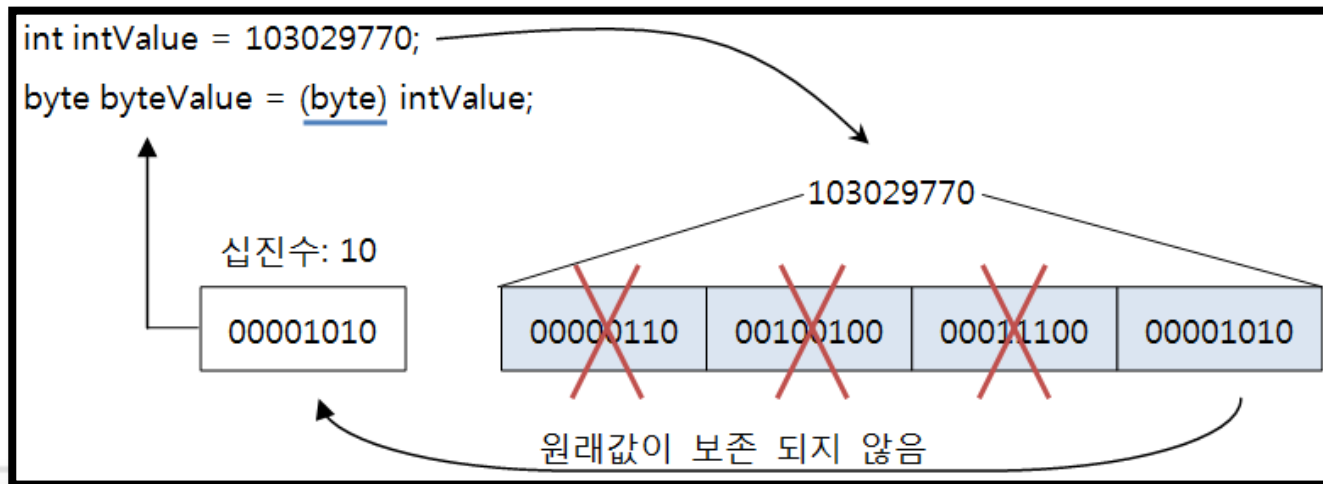 int intValue = 103029770;
byte byteValue = (byte) intValue;
103029770
십진수: 10
00001010
00000110 00100100 00011100 00001010
원래값이 보존 되지 않음